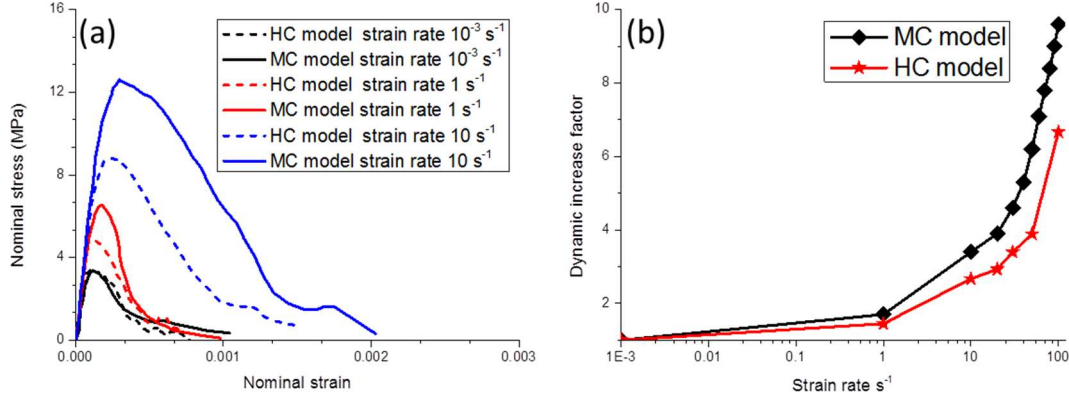 (a)
HC model strain rate 10⁻³ s⁻¹
MC model strain rate 10⁻³ s⁻¹
HC model strain rate 1 s⁻¹
MC model strain rate 1 s⁻¹
HC model strain rate 10 s⁻¹
MC model strain rate 10 s⁻¹
Nominal stress (MPa)
16
12
8
4
0
0.000
0.001
0.002
0.003
Nominal strain
(b)
MC model
HC model
Dynamic increase factor
10
8
6
4
2
1E-3
0.01
0.1
1
10
100
Strain rate s⁻¹